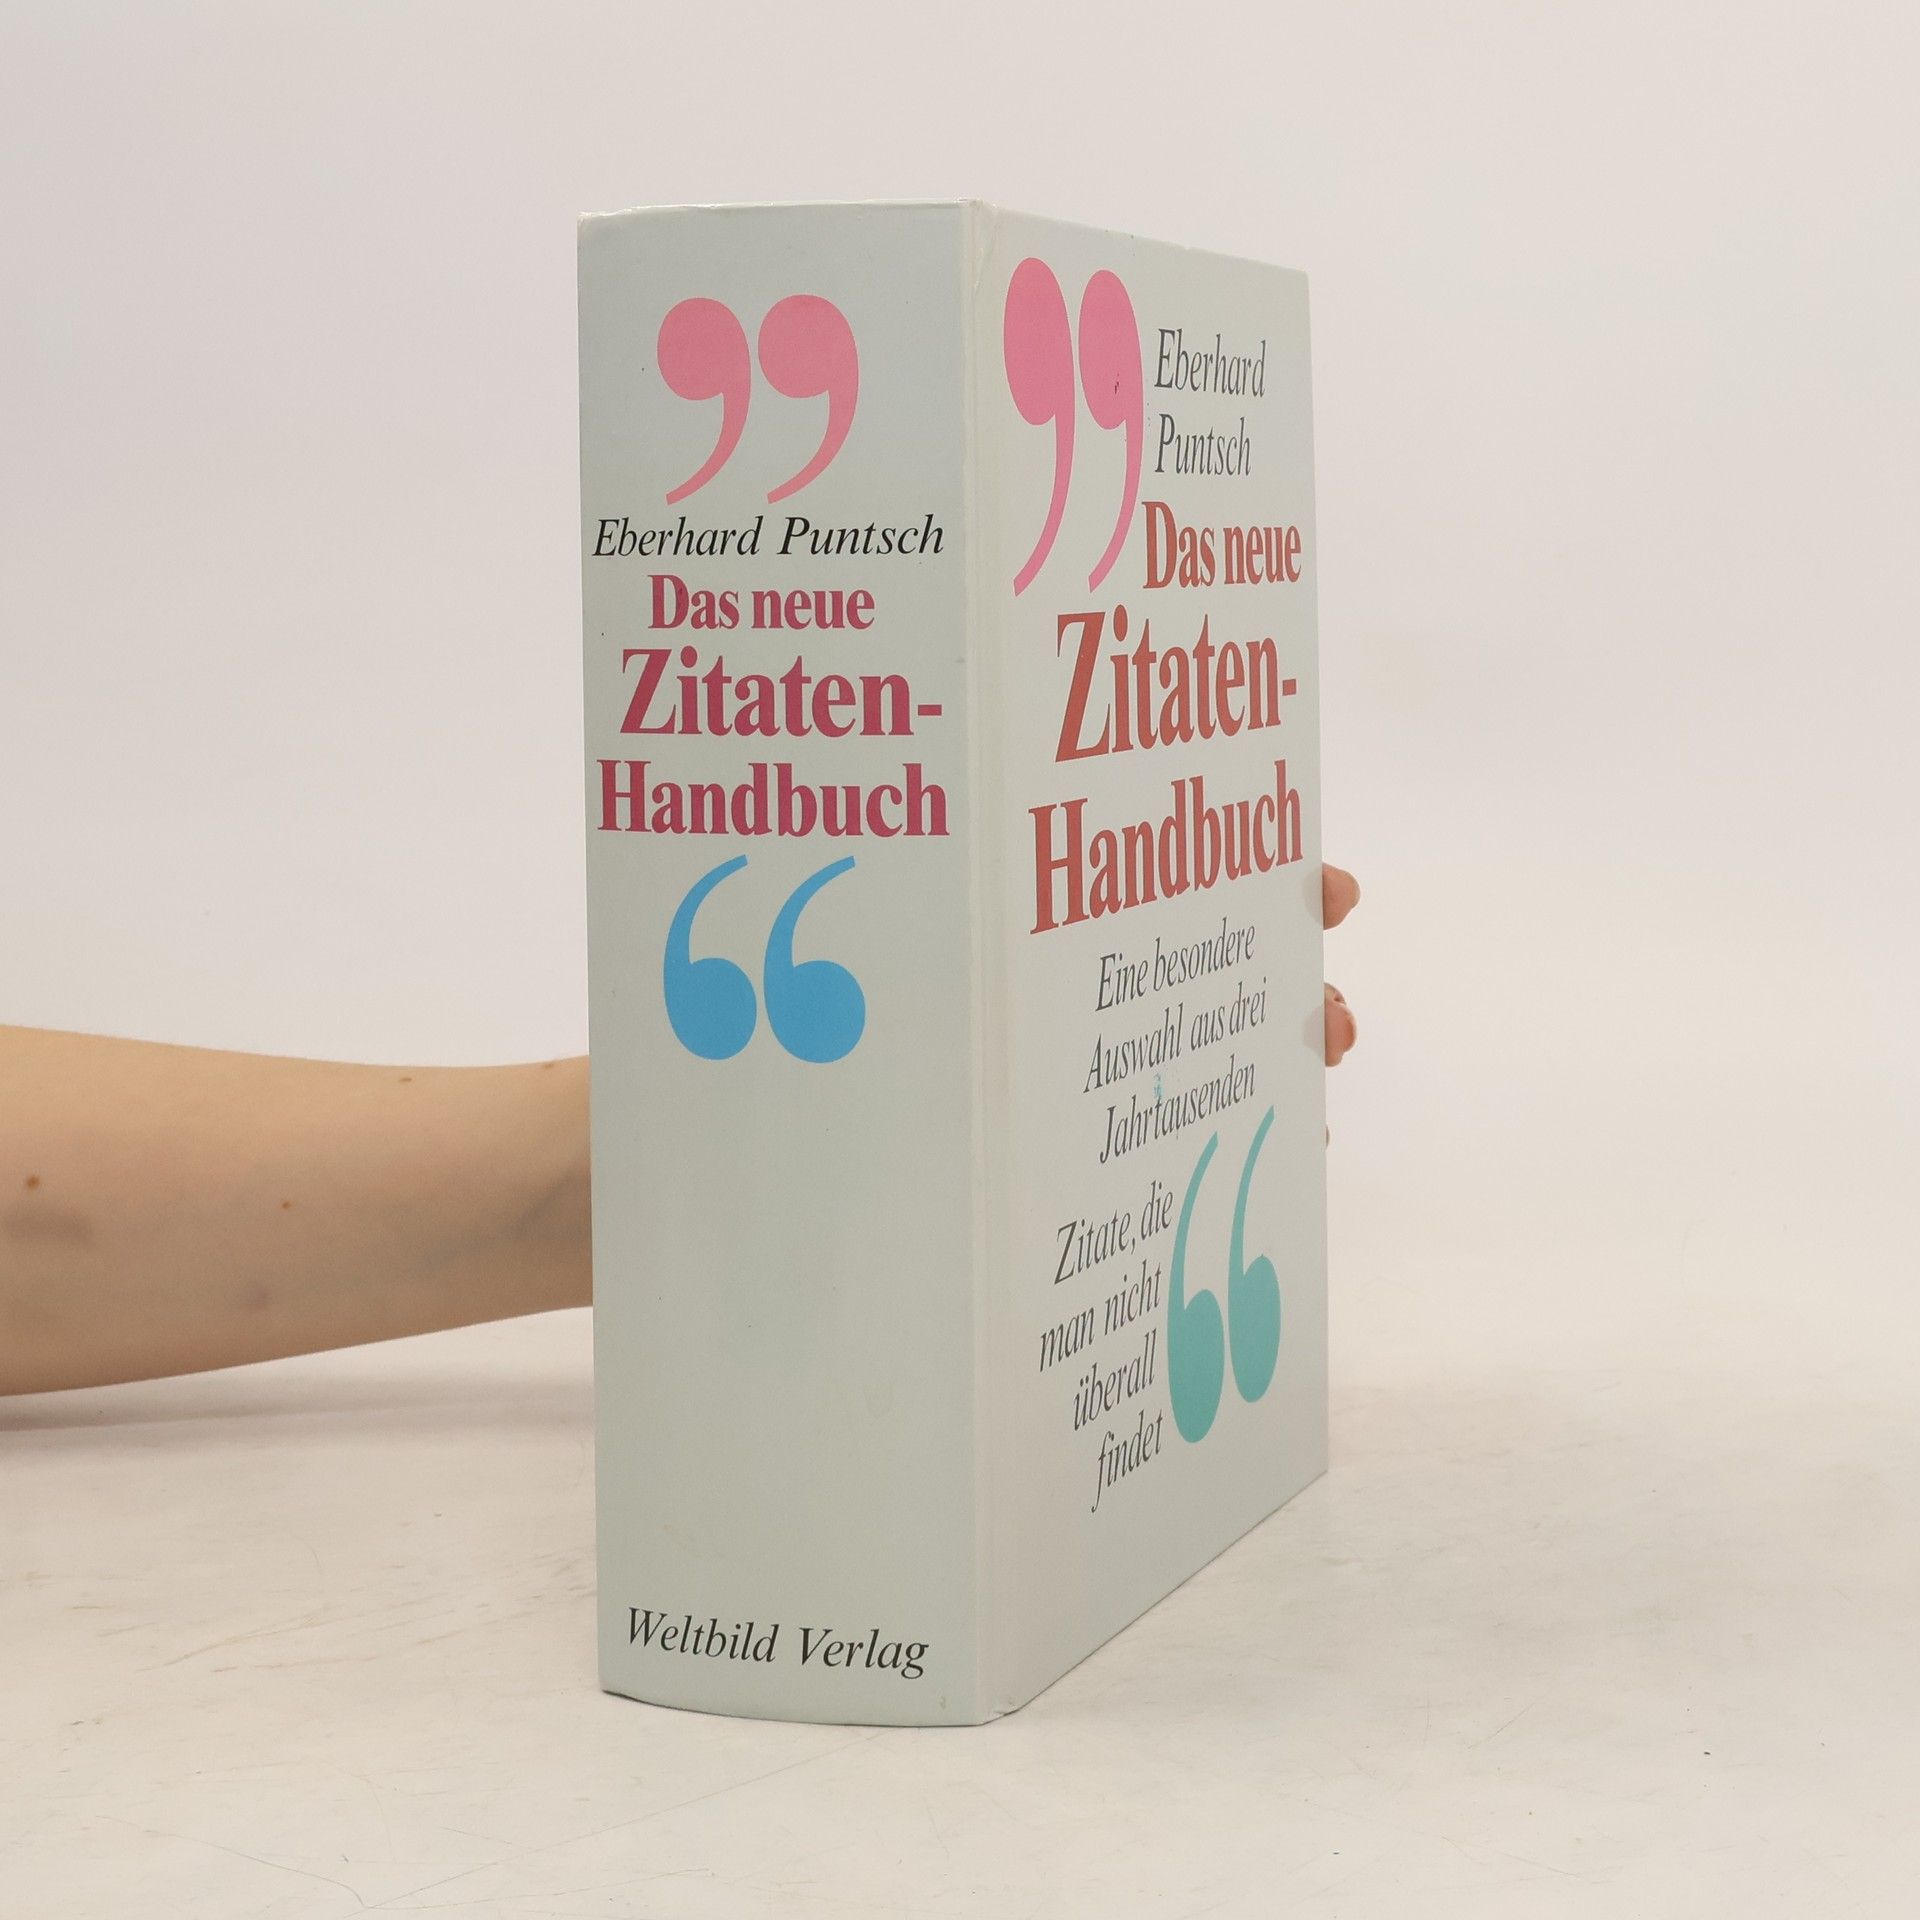 Eberhard Puntsch
Das neue
Zitaten-
Handbuch
Weltbild Verlag
Eberhard
Puntsch
Das neue
Zitaten-
Handbuch
Eine besondere
Auswahl aus drei
Jahrtausenden
Zitate, die
man nicht
überall
findet